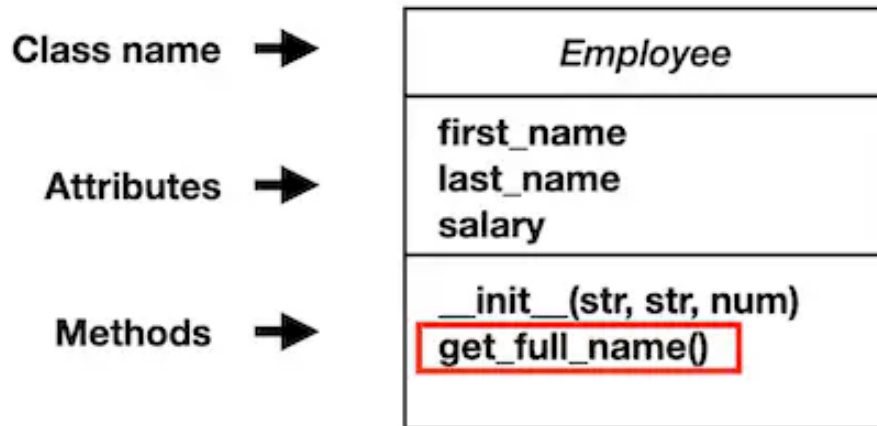 Class name
Employee
Attributes
first_name
last_name
salary
Methods
__init__(str, str, num)
get_full_name()